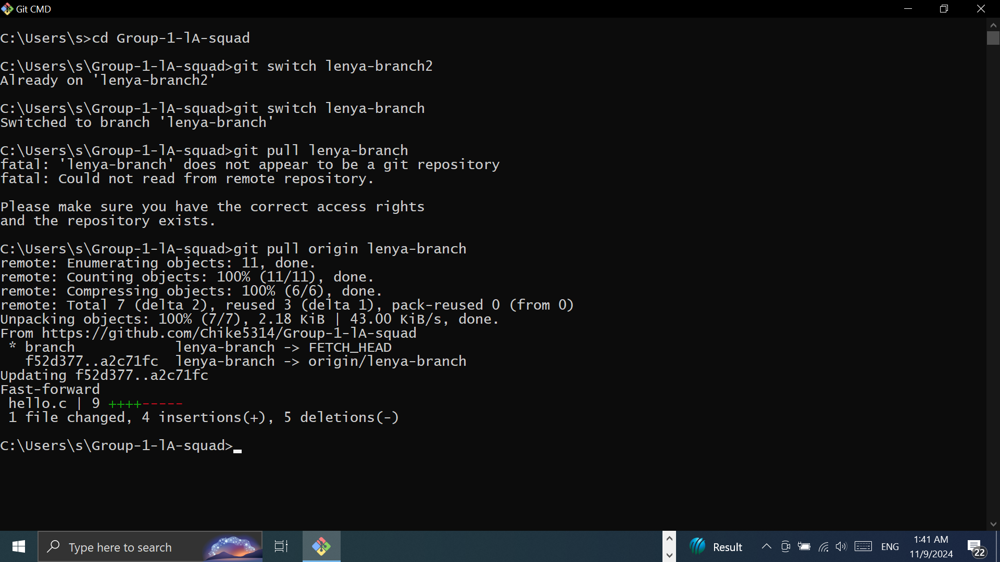 Git CMD
C:\Users\s>cd Group-1-lA-squad
C:\Users\s\Group-1-lA-squad>git switch lenya-branch2
Already on 'lenya-branch2'
C:\Users\s\Group-1-lA-squad>git switch lenya-branch
Switched to branch 'lenya-branch'
C:\Users\s\Group-1-lA-squad>git pull lenya-branch
fatal: 'lenya-branch' does not appear to be a git repository
fatal: Could not read from remote repository.
Please make sure you have the correct access rights
and the repository exists.
C:\Users\s\Group-1-lA-squad>git pull origin lenya-branch
remote: Enumerating objects: 11, done.
remote: Counting objects: 100% (11/11), done.
remote: Compressing objects: 100% (6/6), done.
remote: Total 7 (delta 2), reused 3 (delta 1), pack-reused 0 (from 0)
Unpacking objects: 100% (7/7), 2.18 KiB | 43.00 KiB/s, done.
From https://github.com/Chike5314/Group-1-lA-squad
 * branch            lenya-branch -> FETCH_HEAD
   f52d377..a2c71fc  lenya-branch -> origin/lenya-branch
Updating f52d377..a2c71fc
Fast-forward
 hello.c | 9 ++++-----
 1 file changed, 4 insertions(+), 5 deletions(-)
C:\Users\s\Group-1-lA-squad>
Type here to search
Result
ENG
1:41 AM
11/9/2024
22